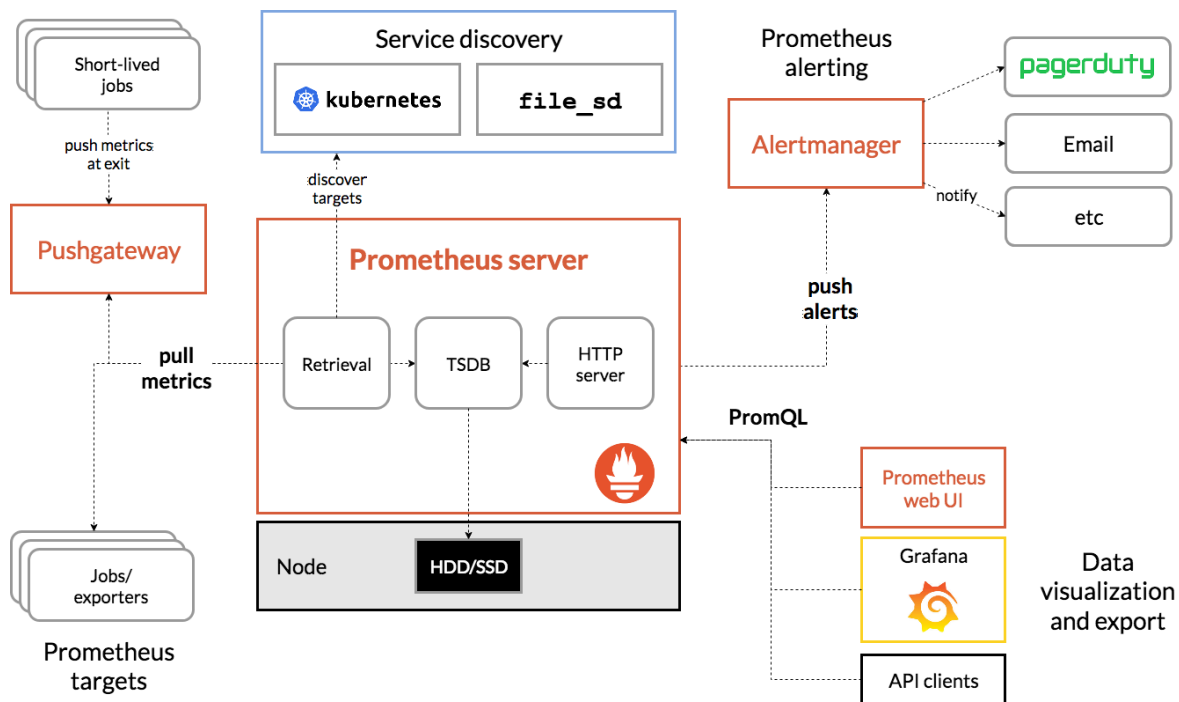 Short-lived
jobs
push metrics
at exit
Pushgateway
pull
metrics
Jobs/
exporters
Prometheus
targets
Service discovery
kubernetes
file_sd
discover
targets
Prometheus server
Retrieval
TSDB
HTTP
server
Node
HDD/SSD
Prometheus
alerting
Alertmanager
pagerduty
Email
notify
etc
push
alerts
PromQL
Prometheus
web UI
Grafana
API clients
Data
visualization
and export